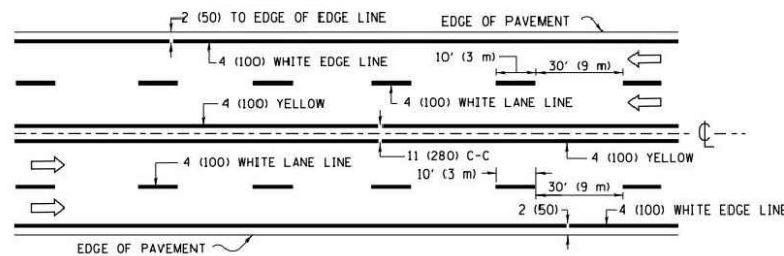 2 (50) TO EDGE OF EDGE LINE
EDGE OF PAVEMENT
4 (100) WHITE EDGE LINE
10' (3 m)
30' (9 m)
4 (100) YELLOW
4 (100) WHITE LANE LINE
℄
4 (100) WHITE LANE LINE
11 (280) C-C
4 (100) YELLOW
10' (3 m)
30' (9 m)
2 (50)
4 (100) WHITE EDGE LINE
EDGE OF PAVEMENT